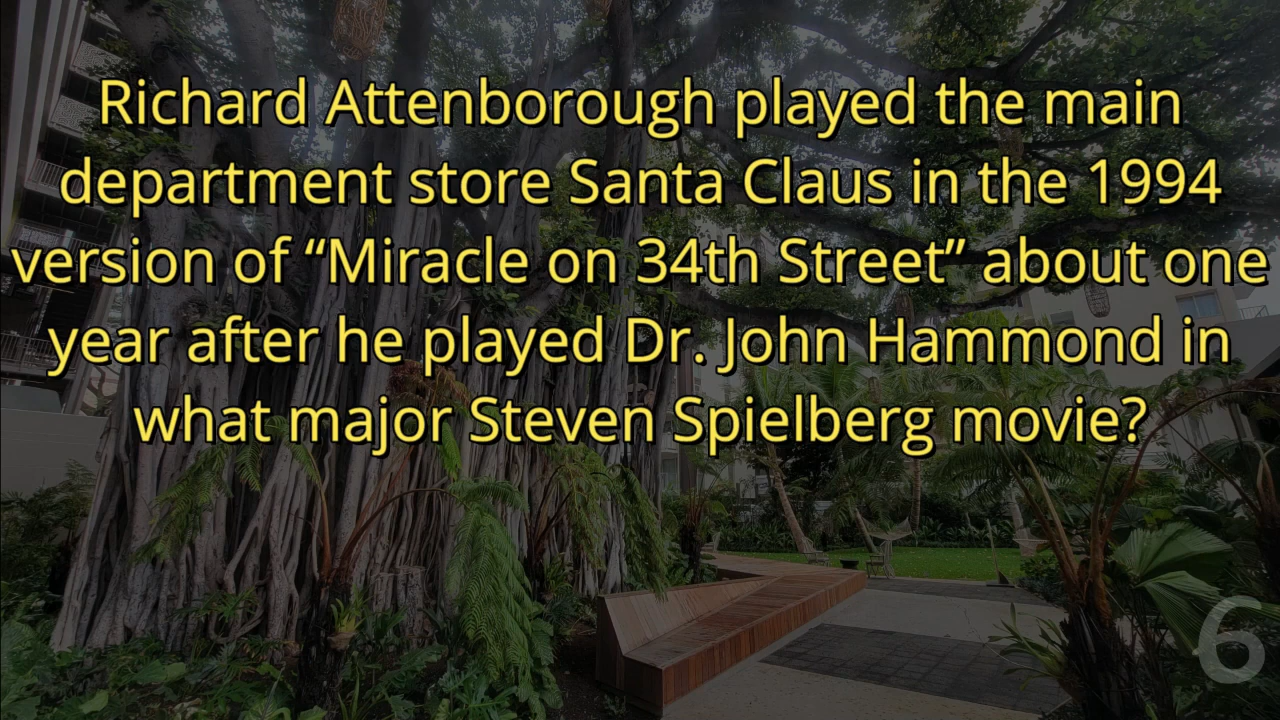 Richard Attenborough played the main
department store Santa Claus in the 1994
version of “Miracle on 34th Street” about one
year after he played Dr. John Hammond in
what major Steven Spielberg movie?
6